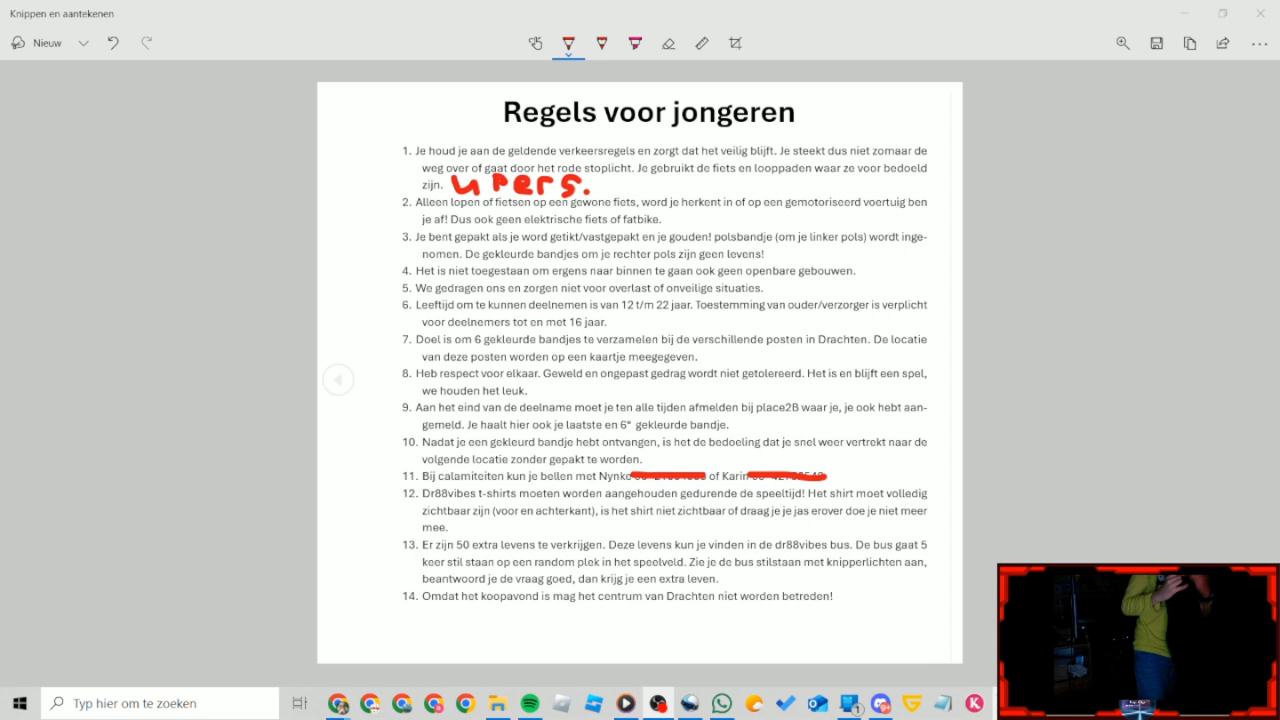 Knippen en aantekenen
Nieuw
Regels voor jongeren
1. Je houd je aan de geldende verkeersregels en zorgt dat het veilig blijft. Je steekt dus niet zomaar de
weg over of gaat door het rode stoplicht. Je gebruikt de fiets en looppaden waar ze voor bedoeld
zijn.
2. Alleen lopen of fietsen op een gewone fiets, word je herkent in of op een gemotoriseerd voertuig ben
je af! Dus ook geen elektrische fiets of fatbike.
3. Je bent gepakt als je word getikt/vastgepakt en je gouden! polsbandje (om je linker pols) wordt inge-
nomen. De gekleurde bandjes om je rechter pols zijn geen levens!
4. Het is niet toegestaan om ergens naar binnen te gaan ook geen openbare gebouwen.
5. We gedragen ons en zorgen niet voor overlast of onveilige situaties.
6. Leeftijd om te kunnen deelnemen is van 12 t/m 22 jaar. Toestemming van ouder/verzorger is verplicht
voor deelnemers tot en met 16 jaar.
7. Doel is om 6 gekleurde bandjes te verzamelen bij de verschillende posten in Drachten. De locatie
van deze posten worden op een kaartje meegegeven.
8. Heb respect voor elkaar. Geweld en ongepast gedrag wordt niet getolereerd. Het is en blijft een spel,
we houden het leuk.
9. Aan het eind van de deelname moet je ten alle tijden afmelden bij place2B waar je, je ook hebt aan-
gemeld. Je haalt hier ook je laatste en 6e gekleurde bandje.
10. Nadat je een gekleurd bandje hebt ontvangen, is het de bedoeling dat je snel weer vertrekt naar de
volgende locatie zonder gepakt te worden.
11. Bij calamiteiten kun je bellen met Nynke of Karin
12. Dr88vibes t-shirts moeten worden aangehouden gedurende de speeltijd! Het shirt moet volledig
zichtbaar zijn (voor en achterkant), is het shirt niet zichtbaar of draag je je jas erover doe je niet meer
mee.
13. Er zijn 50 extra levens te verkrijgen. Deze levens kun je vinden in de dr88vibes bus. De bus gaat 5
keer stil staan op een random plek in het speelveld. Zie je de bus stilstaan met knipperlichten aan,
beantwoord je de vraag goed, dan krijg je een extra leven.
14. Omdat het koopavond is mag het centrum van Drachten niet worden betreden!
Typ hier om te zoeken